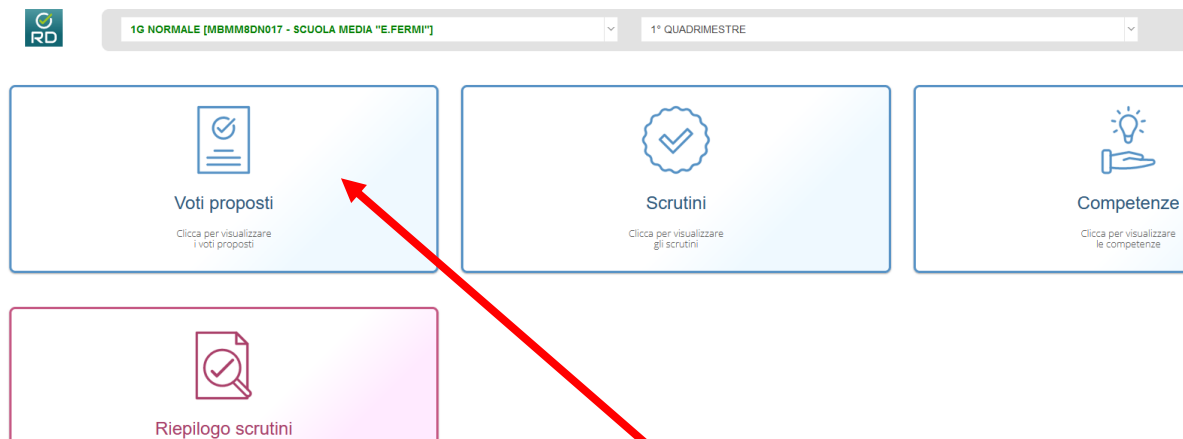 RD
1G NORMALE [MBMM8DN017 - SCUOLA MEDIA "E.FERMI"]
1° QUADRIMESTRE
Voti proposti
Clicca per visualizzare
i voti proposti
Scrutini
Clicca per visualizzare
gli scrutini
Competenze
Clicca per visualizzare
le competenze
Riepilogo scrutini